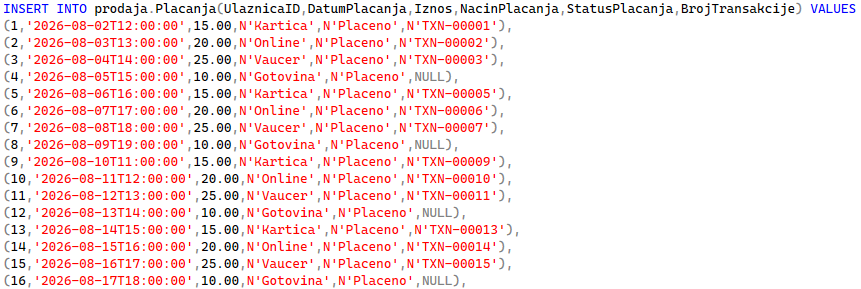 INSERT INTO prodaja.Placanja(UlaznicaID,DatumPlacanja,Iznos,NacinPlacanja,StatusPlacanja,BrojTransakcije) VALUES
(1,'2026-08-02T12:00:00',15.00,N'Kartica',N'Placeno',N'TXN-00001'),
(2,'2026-08-03T13:00:00',20.00,N'Online',N'Placeno',N'TXN-00002'),
(3,'2026-08-04T14:00:00',25.00,N'Vaucer',N'Placeno',N'TXN-00003'),
(4,'2026-08-05T15:00:00',10.00,N'Gotovina',N'Placeno',NULL),
(5,'2026-08-06T16:00:00',15.00,N'Kartica',N'Placeno',N'TXN-00005'),
(6,'2026-08-07T17:00:00',20.00,N'Online',N'Placeno',N'TXN-00006'),
(7,'2026-08-08T18:00:00',25.00,N'Vaucer',N'Placeno',N'TXN-00007'),
(8,'2026-08-09T19:00:00',10.00,N'Gotovina',N'Placeno',NULL),
(9,'2026-08-10T11:00:00',15.00,N'Kartica',N'Placeno',N'TXN-00009'),
(10,'2026-08-11T12:00:00',20.00,N'Online',N'Placeno',N'TXN-00010'),
(11,'2026-08-12T13:00:00',25.00,N'Vaucer',N'Placeno',N'TXN-00011'),
(12,'2026-08-13T14:00:00',10.00,N'Gotovina',N'Placeno',NULL),
(13,'2026-08-14T15:00:00',15.00,N'Kartica',N'Placeno',N'TXN-00013'),
(14,'2026-08-15T16:00:00',20.00,N'Online',N'Placeno',N'TXN-00014'),
(15,'2026-08-16T17:00:00',25.00,N'Vaucer',N'Placeno',N'TXN-00015'),
(16,'2026-08-17T18:00:00',10.00,N'Gotovina',N'Placeno',NULL),